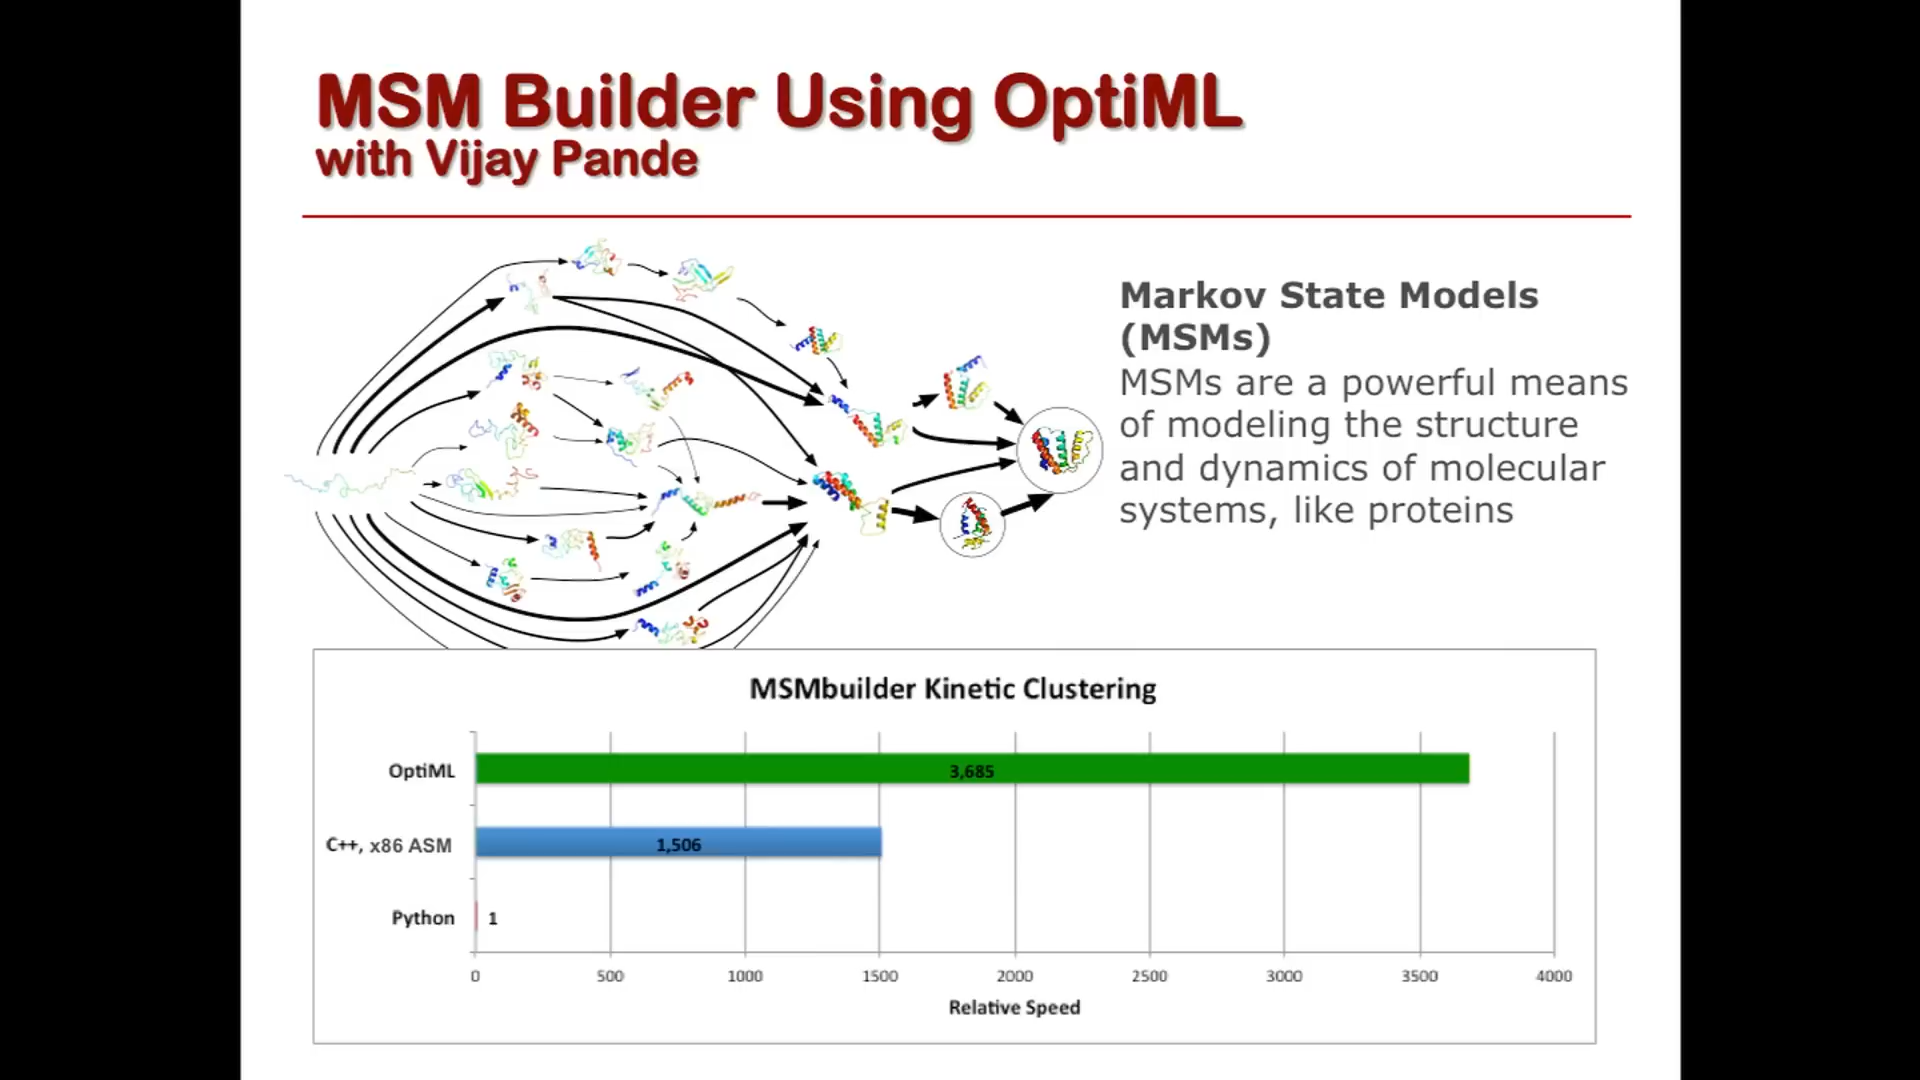 MSM Builder Using OptiML
with Vijay Pande
Markov State Models
(MSMs)
MSMs are a powerful means
of modeling the structure
and dynamics of molecular
systems, like proteins
MSMbuilder Kinetic Clustering
OptiML
3,685
C++, x86 ASM
1,506
Python
1
0 500 1000 1500 2000 2500 3000 3500 4000
Relative Speed